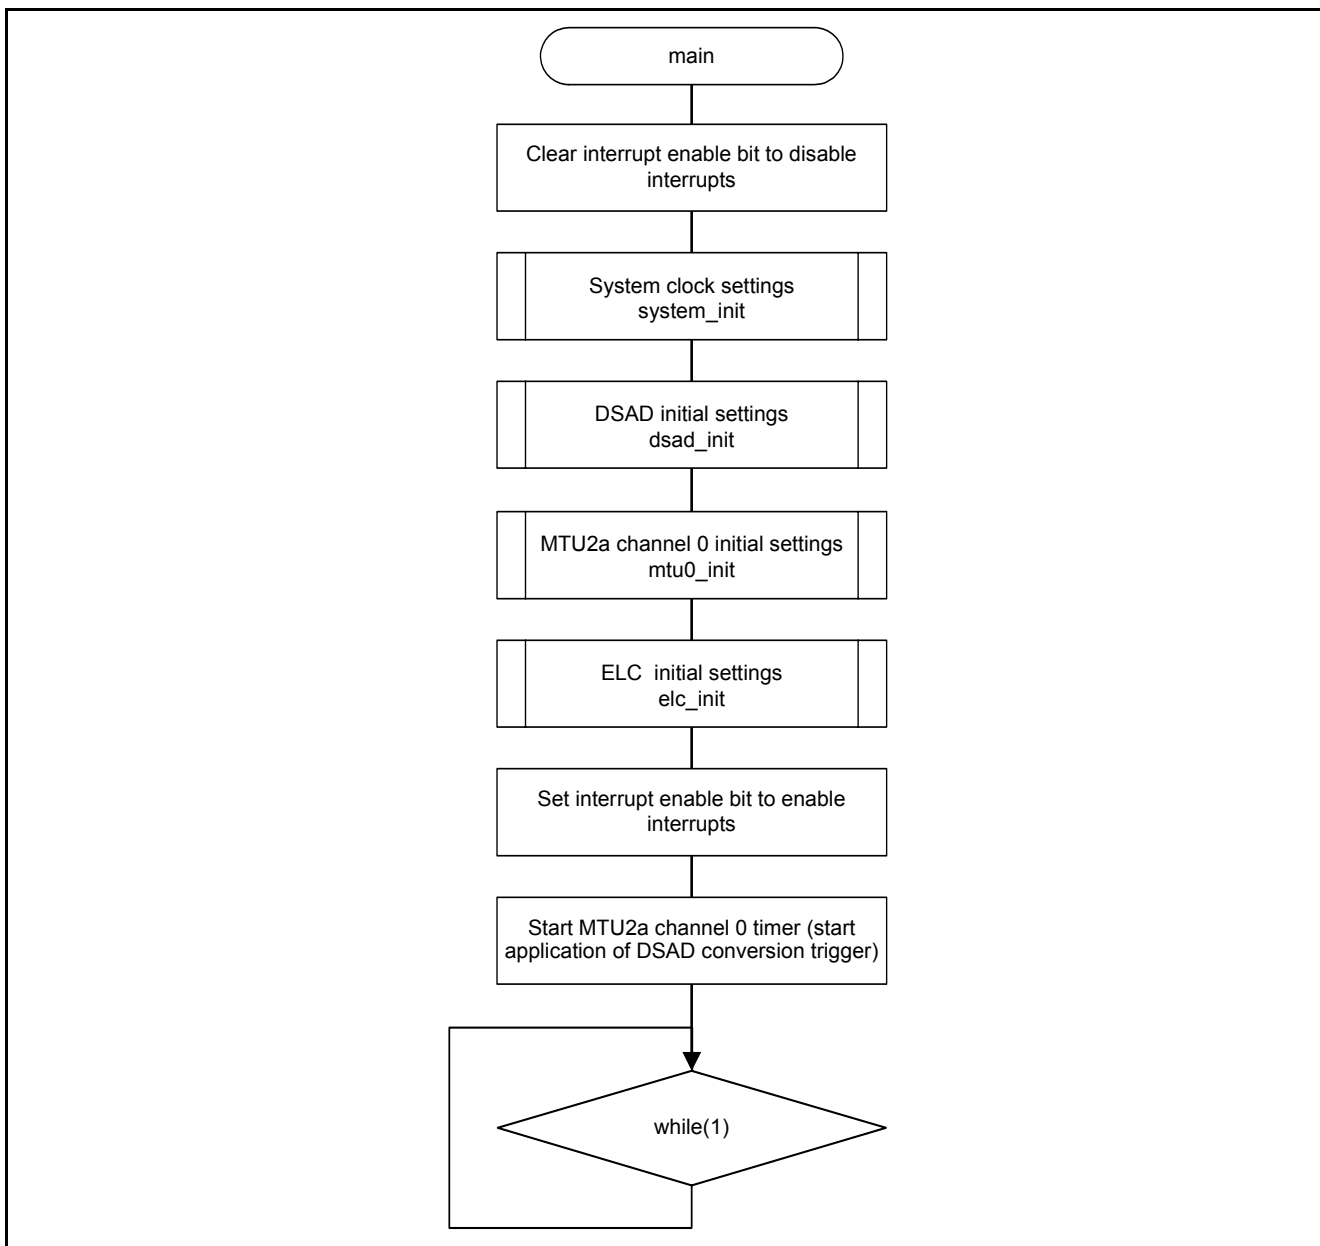 main
Clear interrupt enable bit to disable
interrupts
System clock settings
system_init
DSAD initial settings
dsad_init
MTU2a channel 0 initial settings
mtu0_init
ELC  initial settings
elc_init
Set interrupt enable bit to enable
interrupts
Start MTU2a channel 0 timer (start
application of DSAD conversion trigger)
while(1)